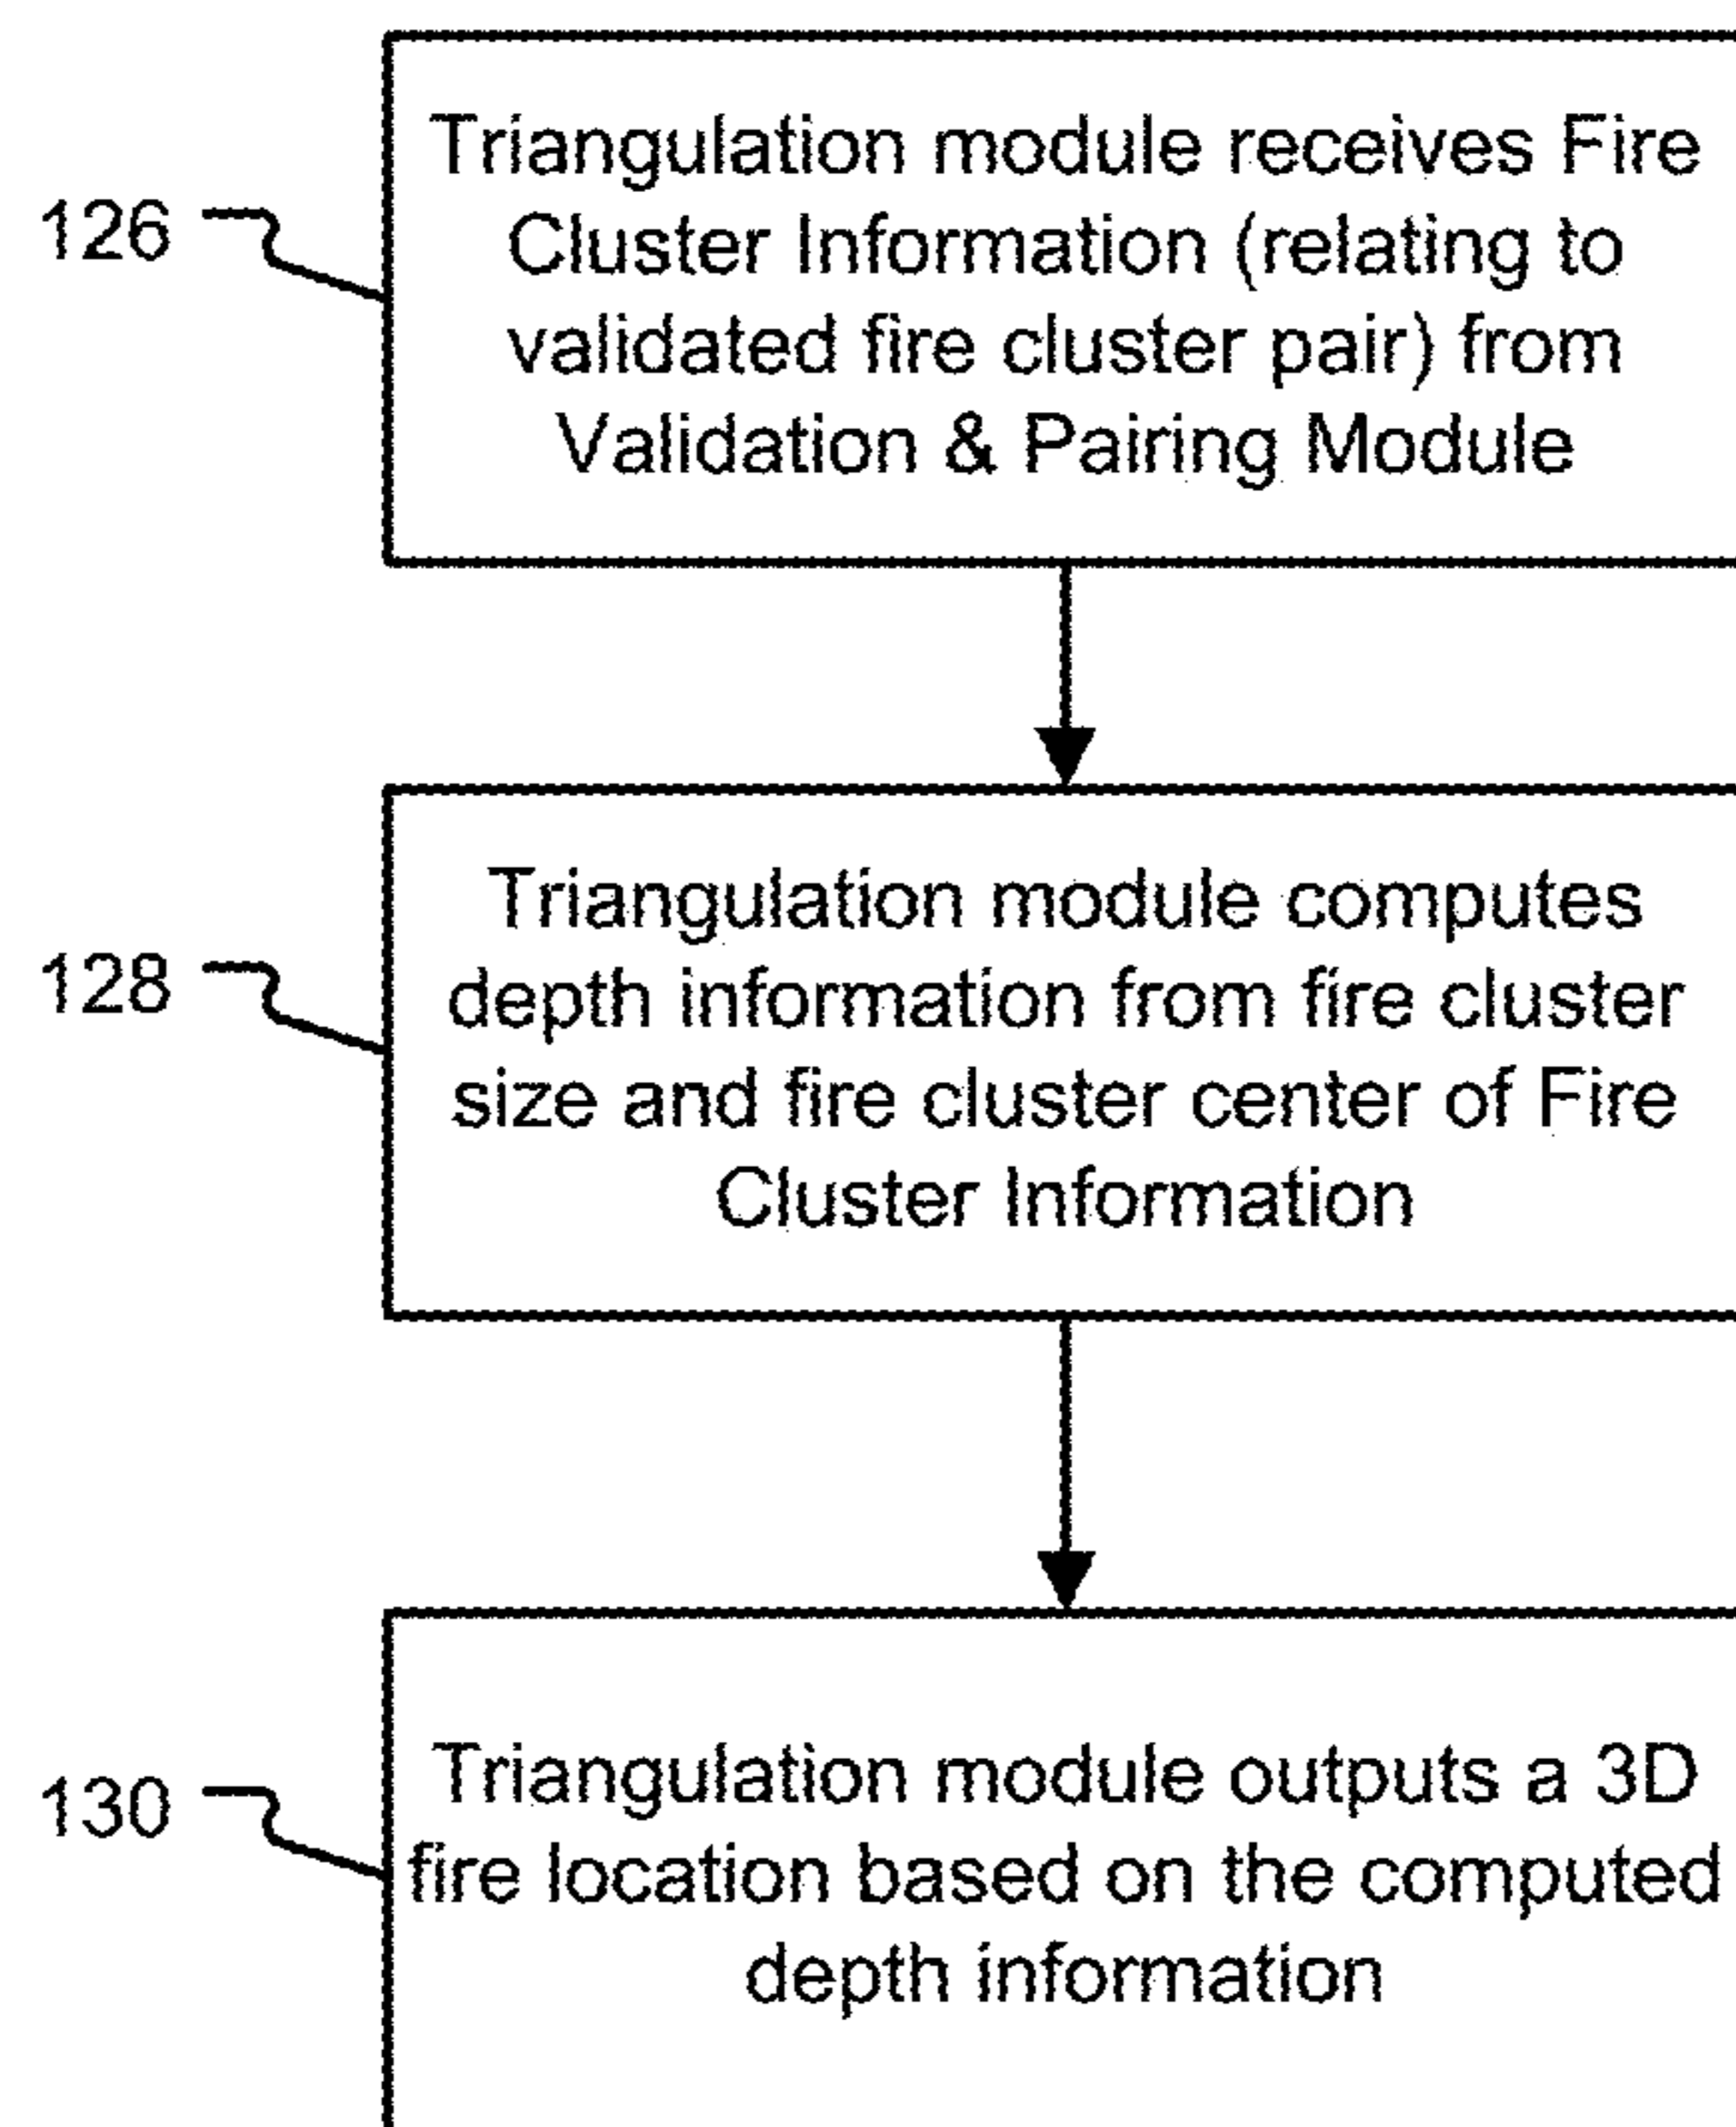 Triangulation module receives Fire
Cluster Information (relating to
validated fire cluster pair) from
Validation & Pairing Module
126
Triangulation module computes
depth information from fire cluster
size and fire cluster center of Fire
Cluster Information
128
Triangulation module outputs a 3D
fire location based on the computed
depth information
130